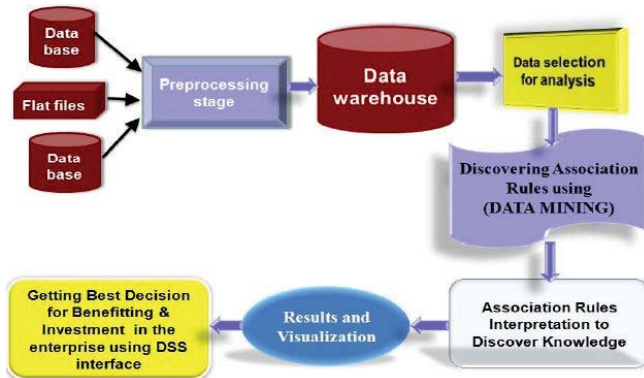 Data
base
Flat files
Data
base
Preprocessing
stage
Data
warehouse
Data selection
for analysis
Discovering Association
Rules using
(DATA MINING)
Association Rules
Interpretation to
Discover Knowledge
Results and
Visualization
Getting Best Decision
for Benefitting &
Investment in the
enterprise using DSS
interface